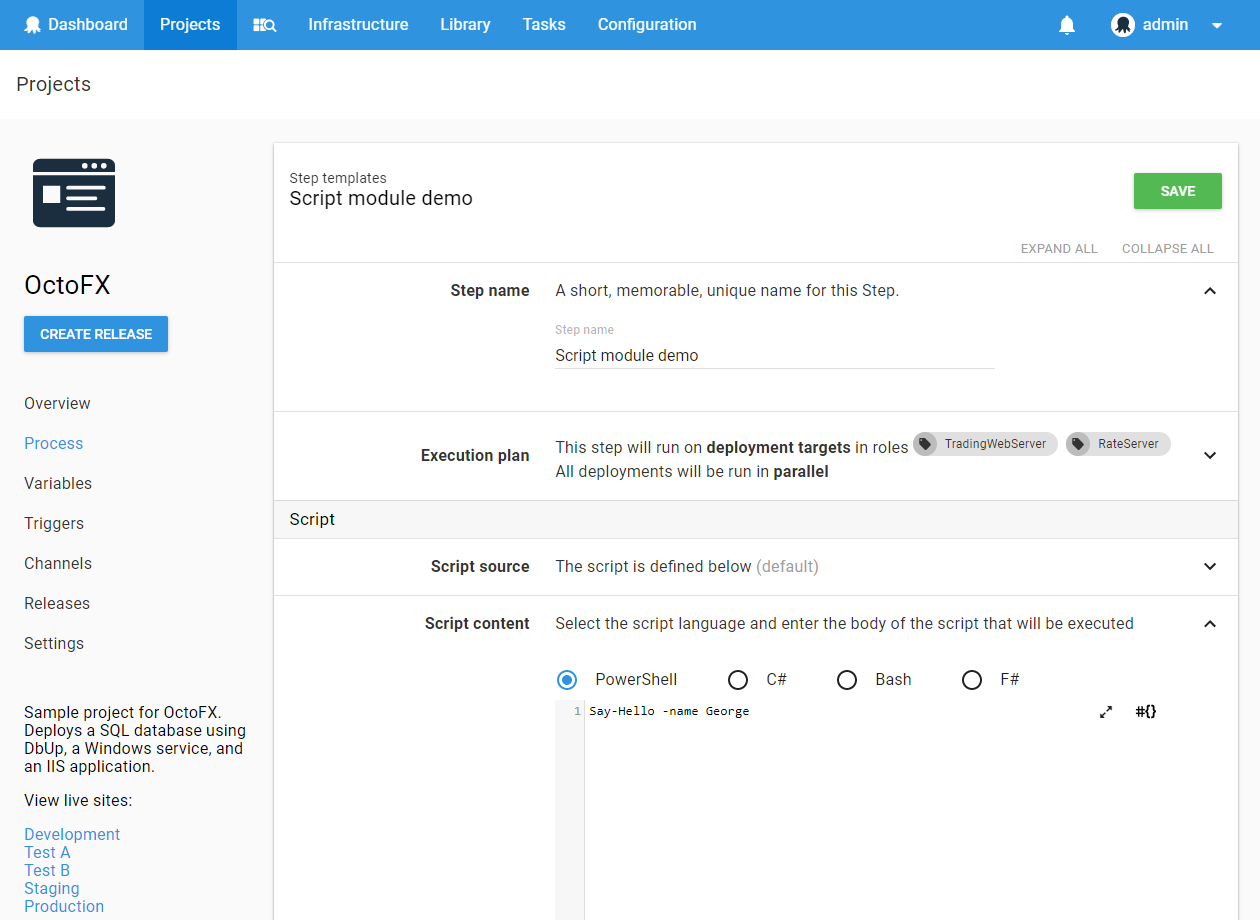 Dashboard Projects Infrastructure Library Tasks Configuration admin
Projects
OctoFX
CREATE RELEASE
Overview
Process
Variables
Triggers
Channels
Releases
Settings
Sample project for OctoFX.
Deploys a SQL database using
DbUp, a Windows service, and
an IIS application.
View live sites:
Development
Test A
Test B
Staging
Production
Step templates
Script module demo
SAVE
EXPAND ALL COLLAPSE ALL
Step name A short, memorable, unique name for this Step.
Step name
Script module demo
Execution plan This step will run on deployment targets in roles TradingWebServer RateServer
All deployments will be run in parallel
Script
Script source The script is defined below (default)
Script content Select the script language and enter the body of the script that will be executed
PowerShell C# Bash F#
1 Say-Hello -name George #{}